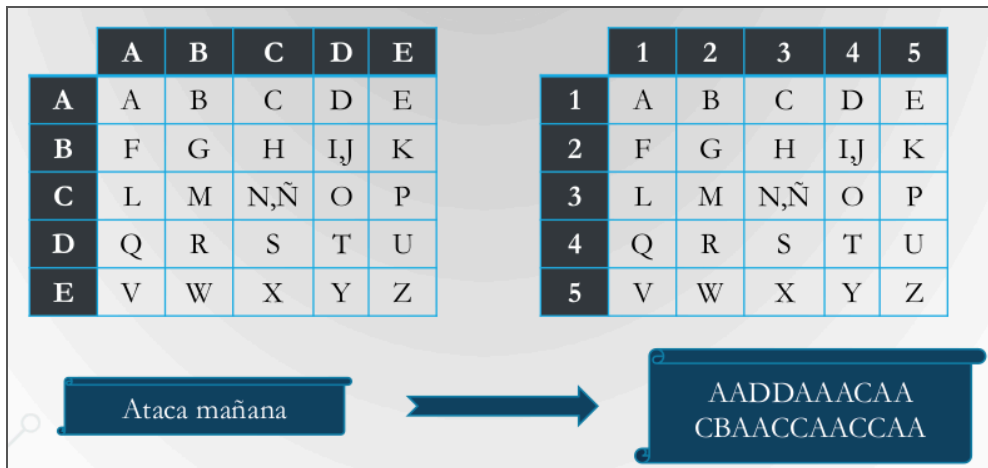 A B C D E 1 2 3 4 5
A A B C D E 1 A B C D E
B F G H I,J K 2 F G H I,J K
C L M N,Ñ O P 3 L M N,Ñ O P
D Q R S T U 4 Q R S T U
E V W X Y Z 5 V W X Y Z
Ataca mañana
AADDAAACAA
CBAACCAACCAA